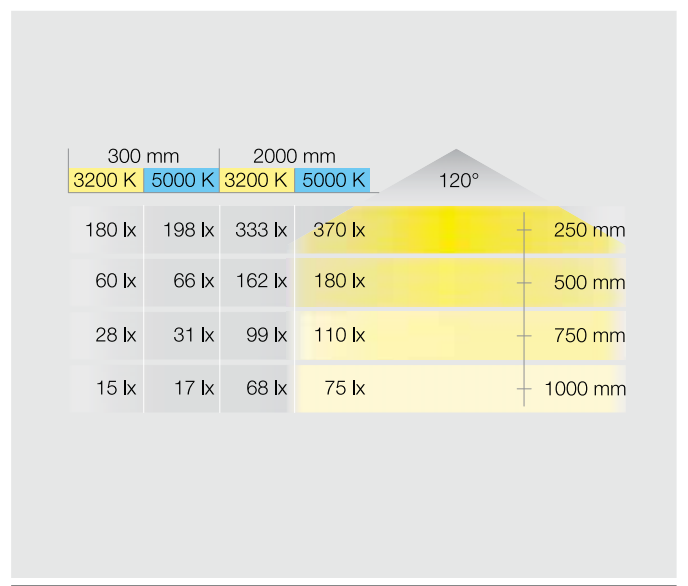 300 mm 2000 mm
3200 K 5000 K 3200 K 5000 K 120°
180 lx 198 lx 333 lx 370 lx 250 mm
60 lx 66 lx 162 lx 180 lx 500 mm
28 lx 31 lx 99 lx 110 lx 750 mm
15 lx 17 lx 68 lx 75 lx 1000 mm